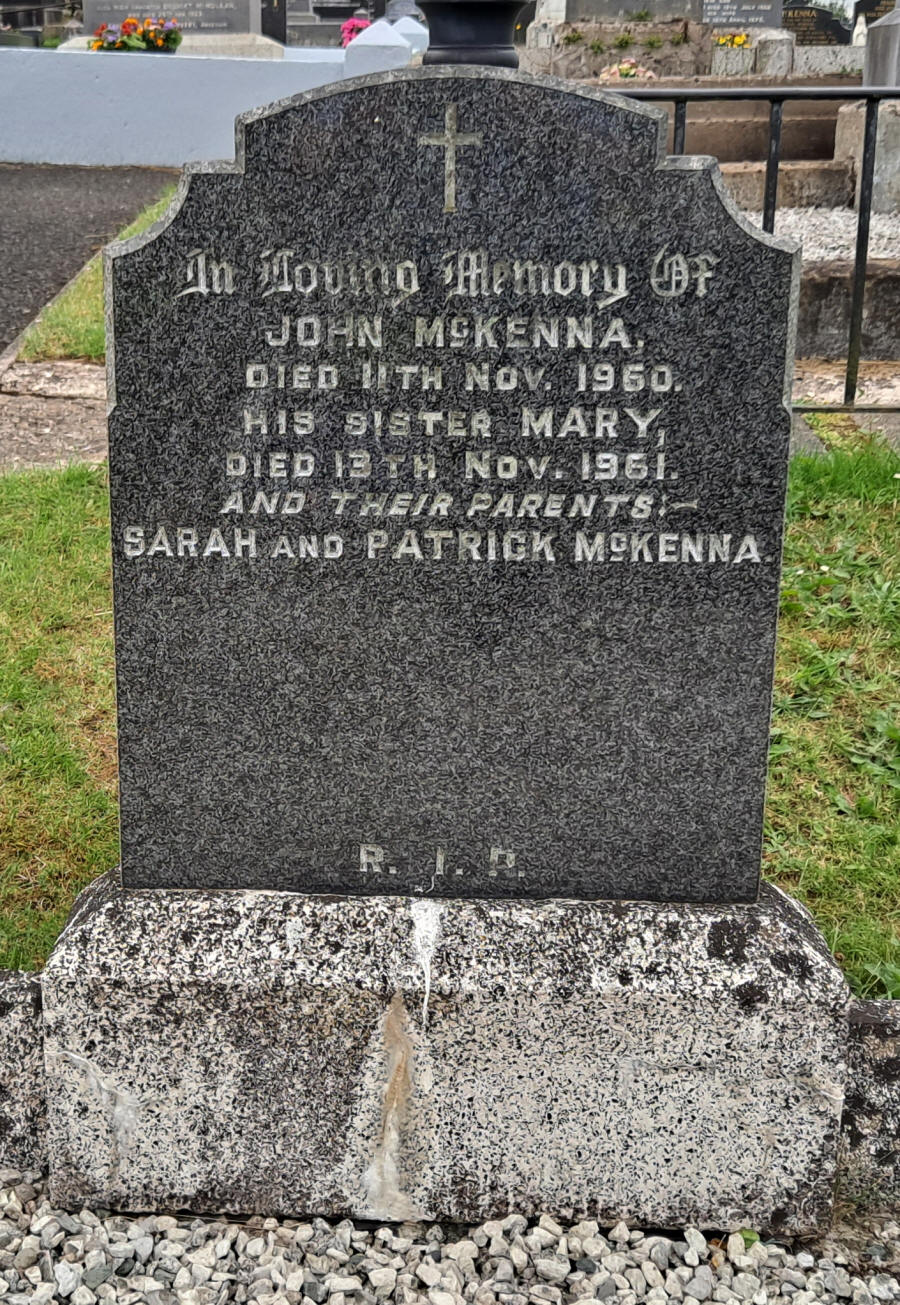 In Loving Memory Of
JOHN McKENNA,
DIED 11TH NOV. 1960.
HIS SISTER MARY,
DIED 13TH NOV. 1961.
AND THEIR PARENTS:—
SARAH AND PATRICK McKENNA
R. I. P.